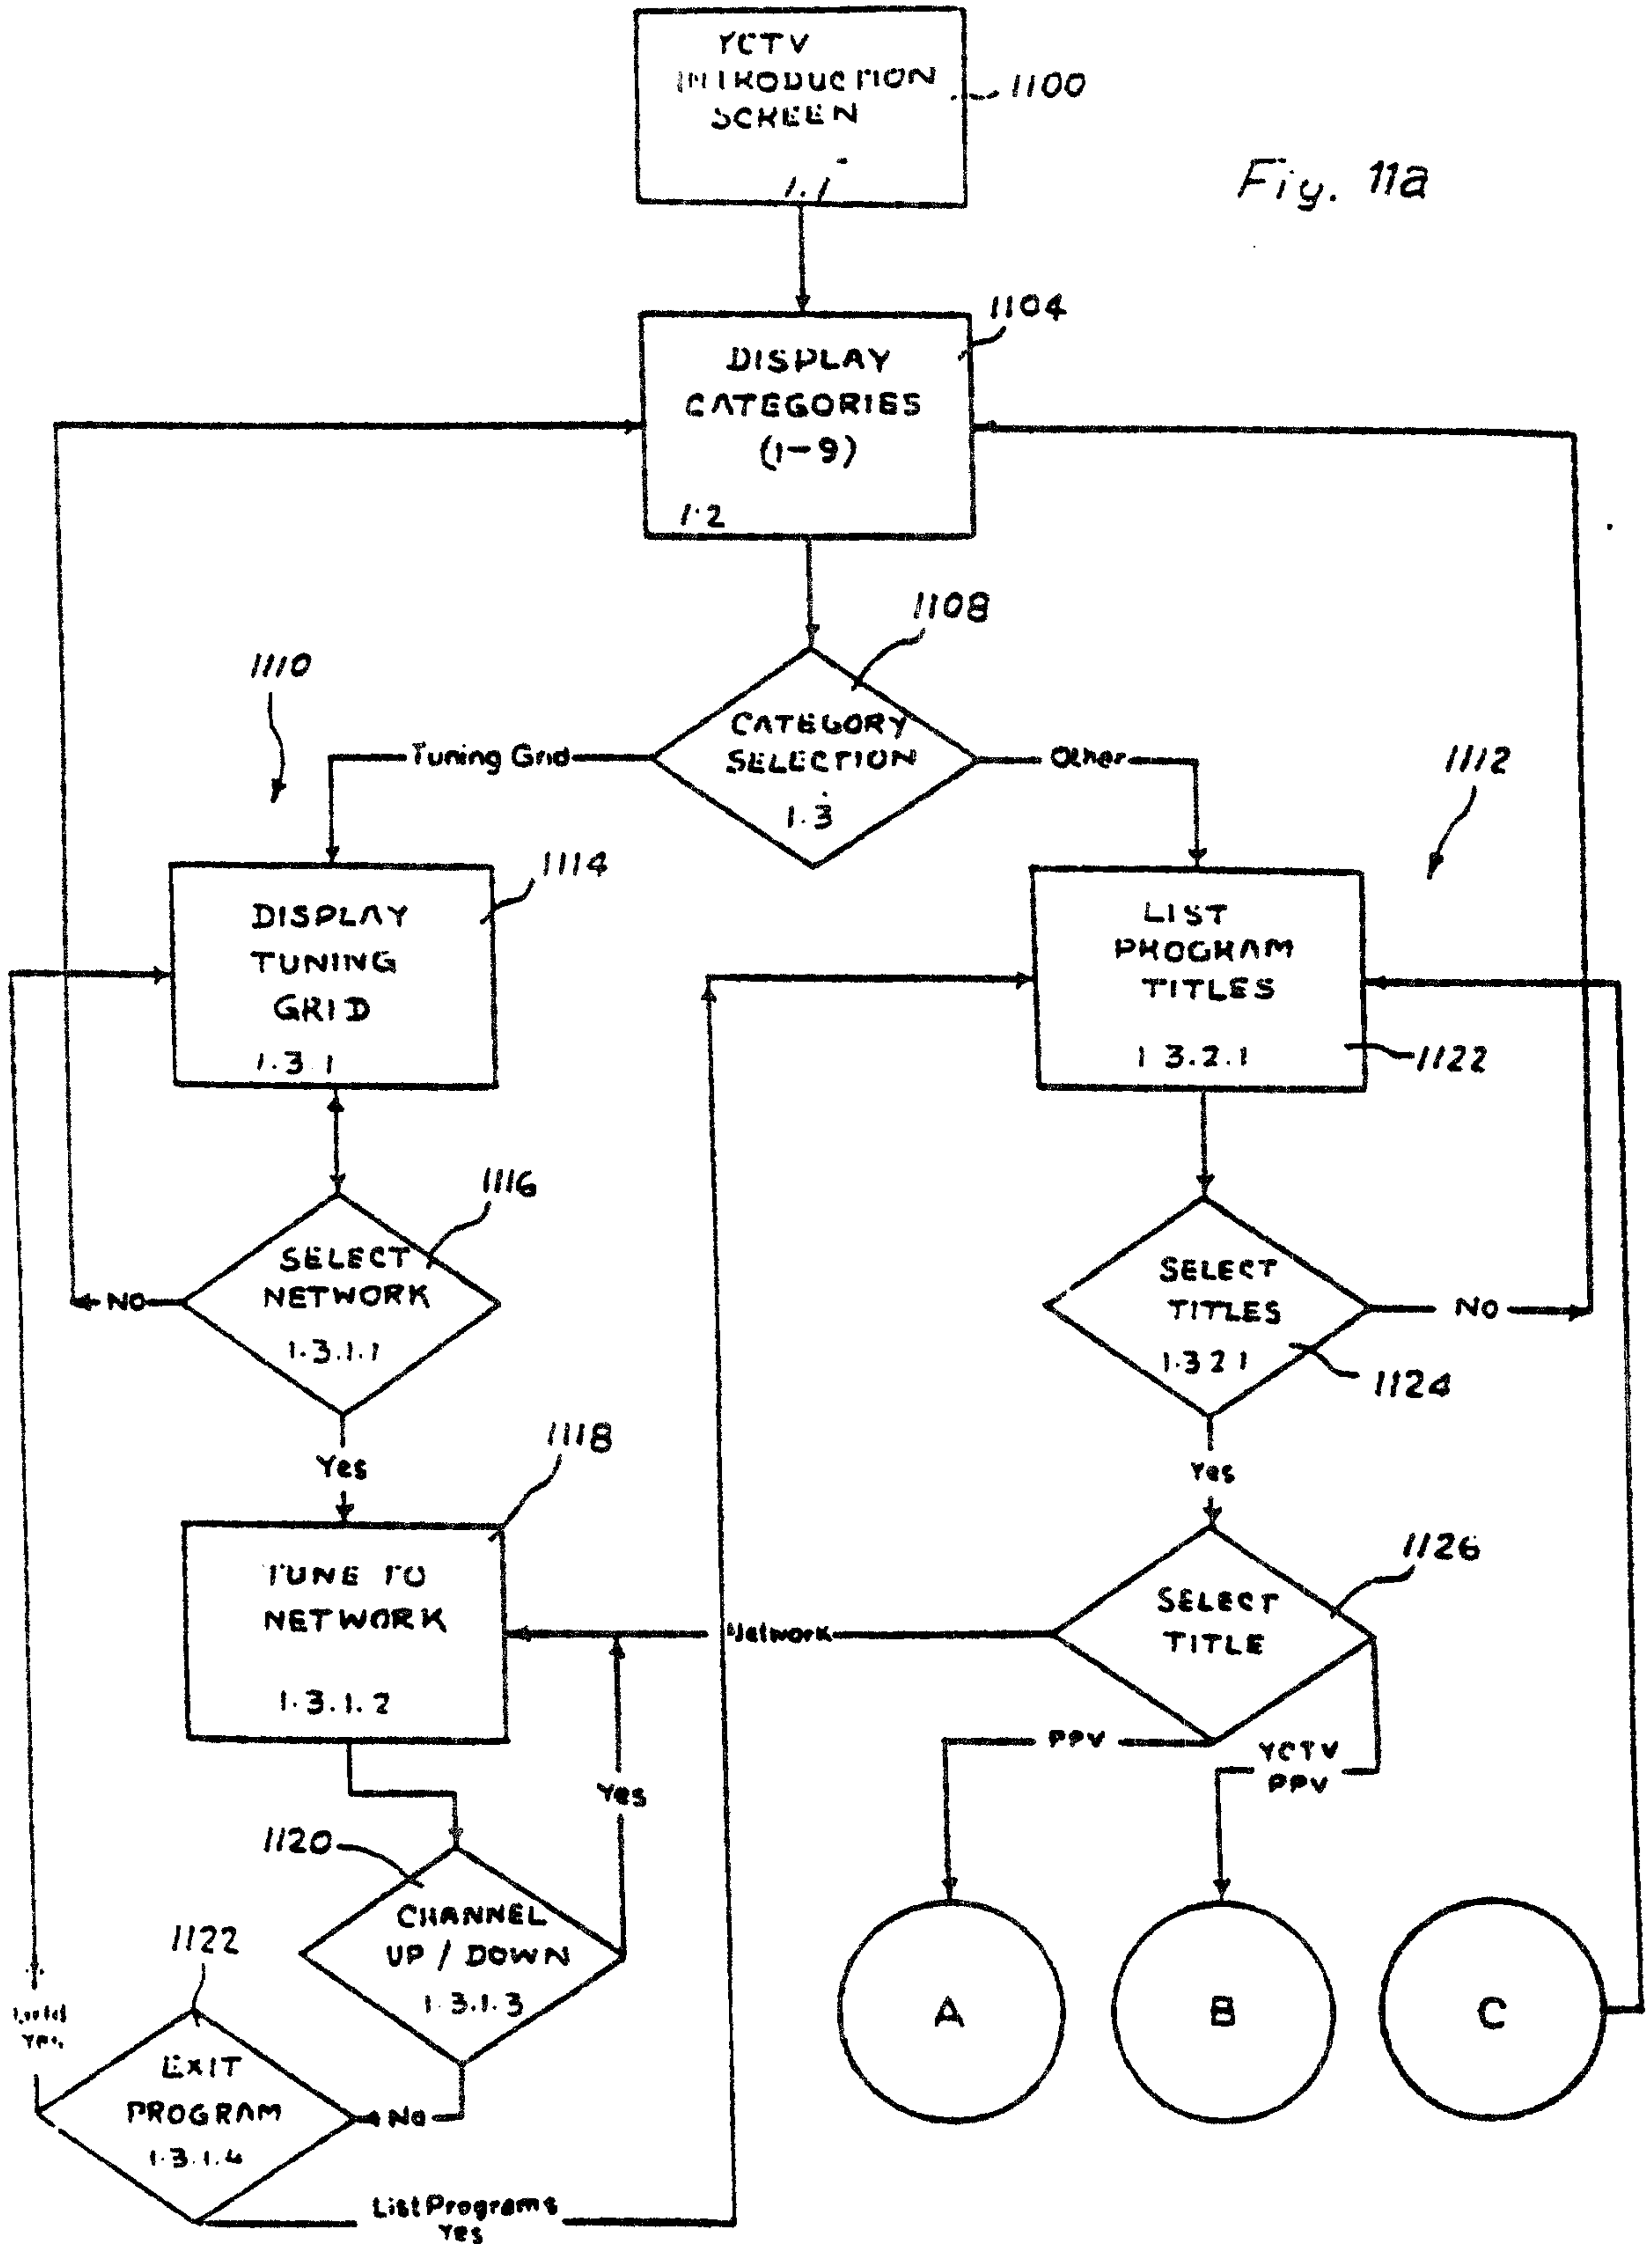 YCTV
INTRODUCTION
SCREEN
1.1
1100
Fig. 11a
1104
DISPLAY
CATEGORIES
(1-9)
1.2
1108
1110
CATEGORY
SELECTION
1.3
Tuning Grid
Other
1112
1114
DISPLAY
TUNING
GRID
1.3.1
LIST
PROGRAM
TITLES
1 3.2.1
1122
1116
SELECT
NETWORK
1.3.1.1
NO
SELECT
TITLES
1.3 2 1
NO
1124
Yes
1118
Yes
TUNE TO
NETWORK
1.3.1.2
Network
1126
SELECT
TITLE
PPV
YCTV
PPV
Yes
1120
CHANNEL
UP / DOWN
1.3.1.3
1122
Yes
EXIT
PROGRAM
1.3.1.4
No
A
B
C
List Programs
Yes